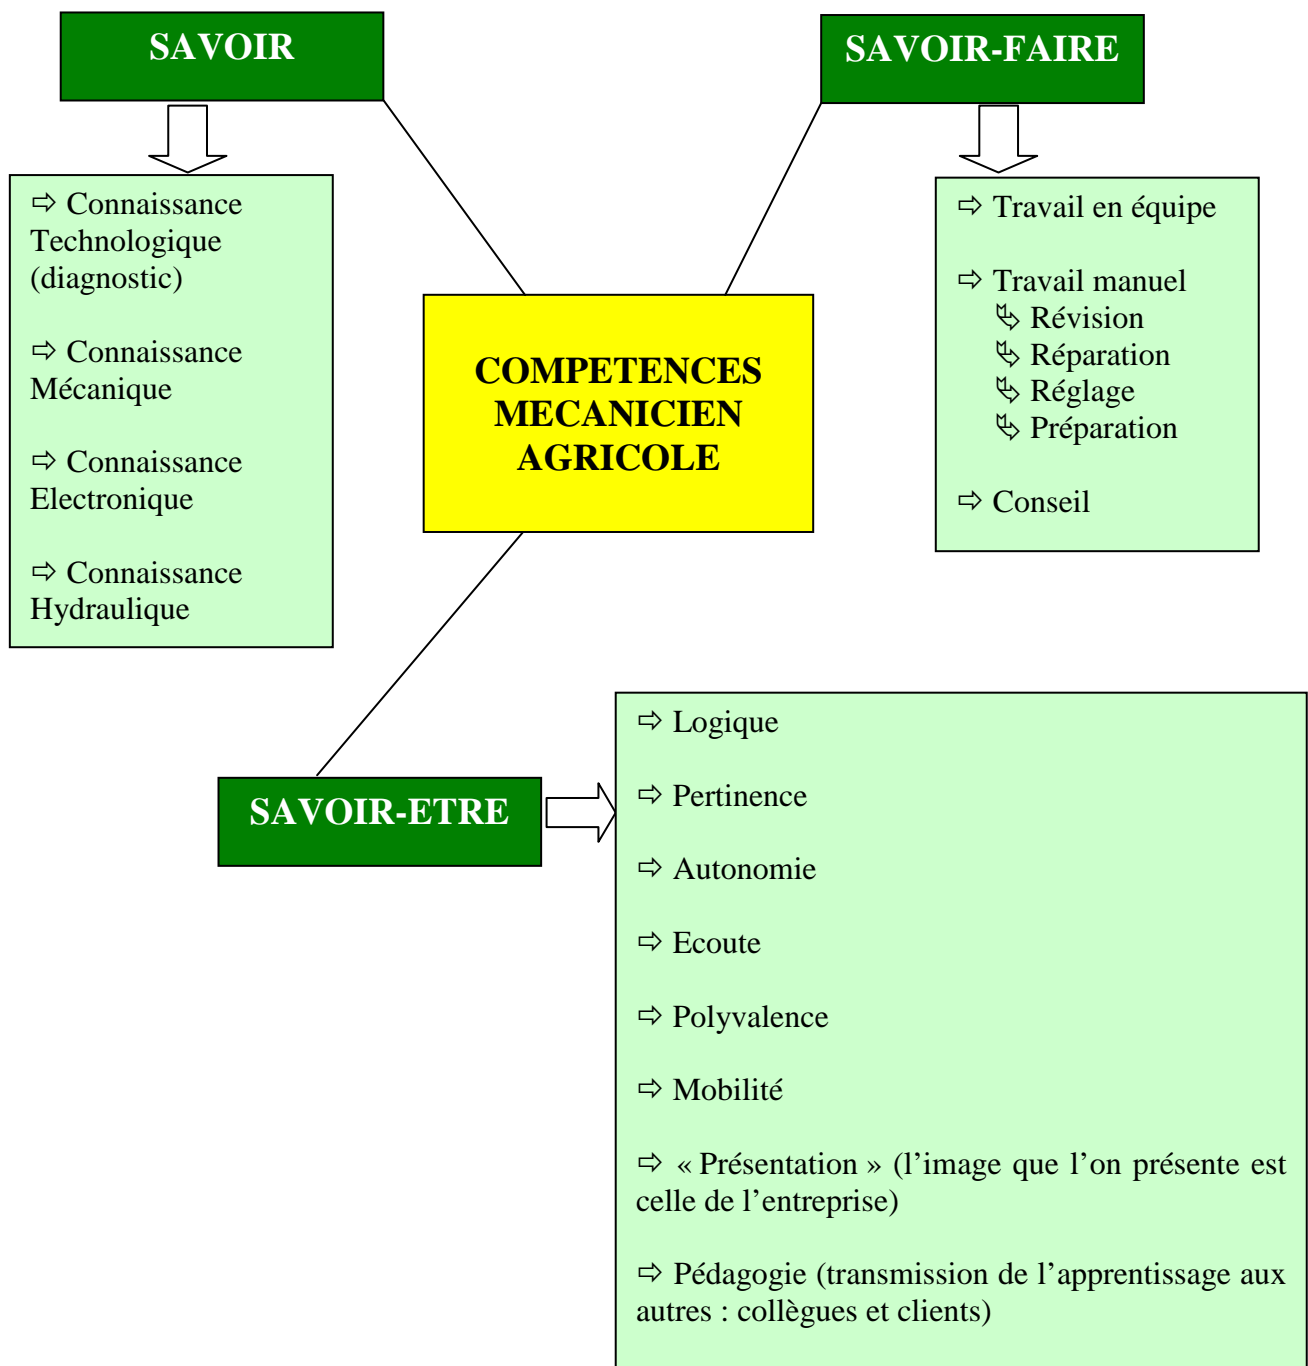 SAVOIR
SAVOIR-FAIRE
⇨ Connaissance
Technologique
(diagnostic)
⇨ Connaissance
Mécanique
⇨ Connaissance
Electronique
⇨ Connaissance
Hydraulique
⇨ Travail en équipe
⇨ Travail manuel
↳ Révision
↳ Réparation
↳ Réglage
↳ Préparation
⇨ Conseil
COMPETENCES
MECANICIEN
AGRICOLE
SAVOIR-ETRE
⇨ Logique
⇨ Pertinence
⇨ Autonomie
⇨ Ecoute
⇨ Polyvalence
⇨ Mobilité
⇨ « Présentation » (l’image que l’on présente est
celle de l’entreprise)
⇨ Pédagogie (transmission de l’apprentissage aux
autres : collègues et clients)